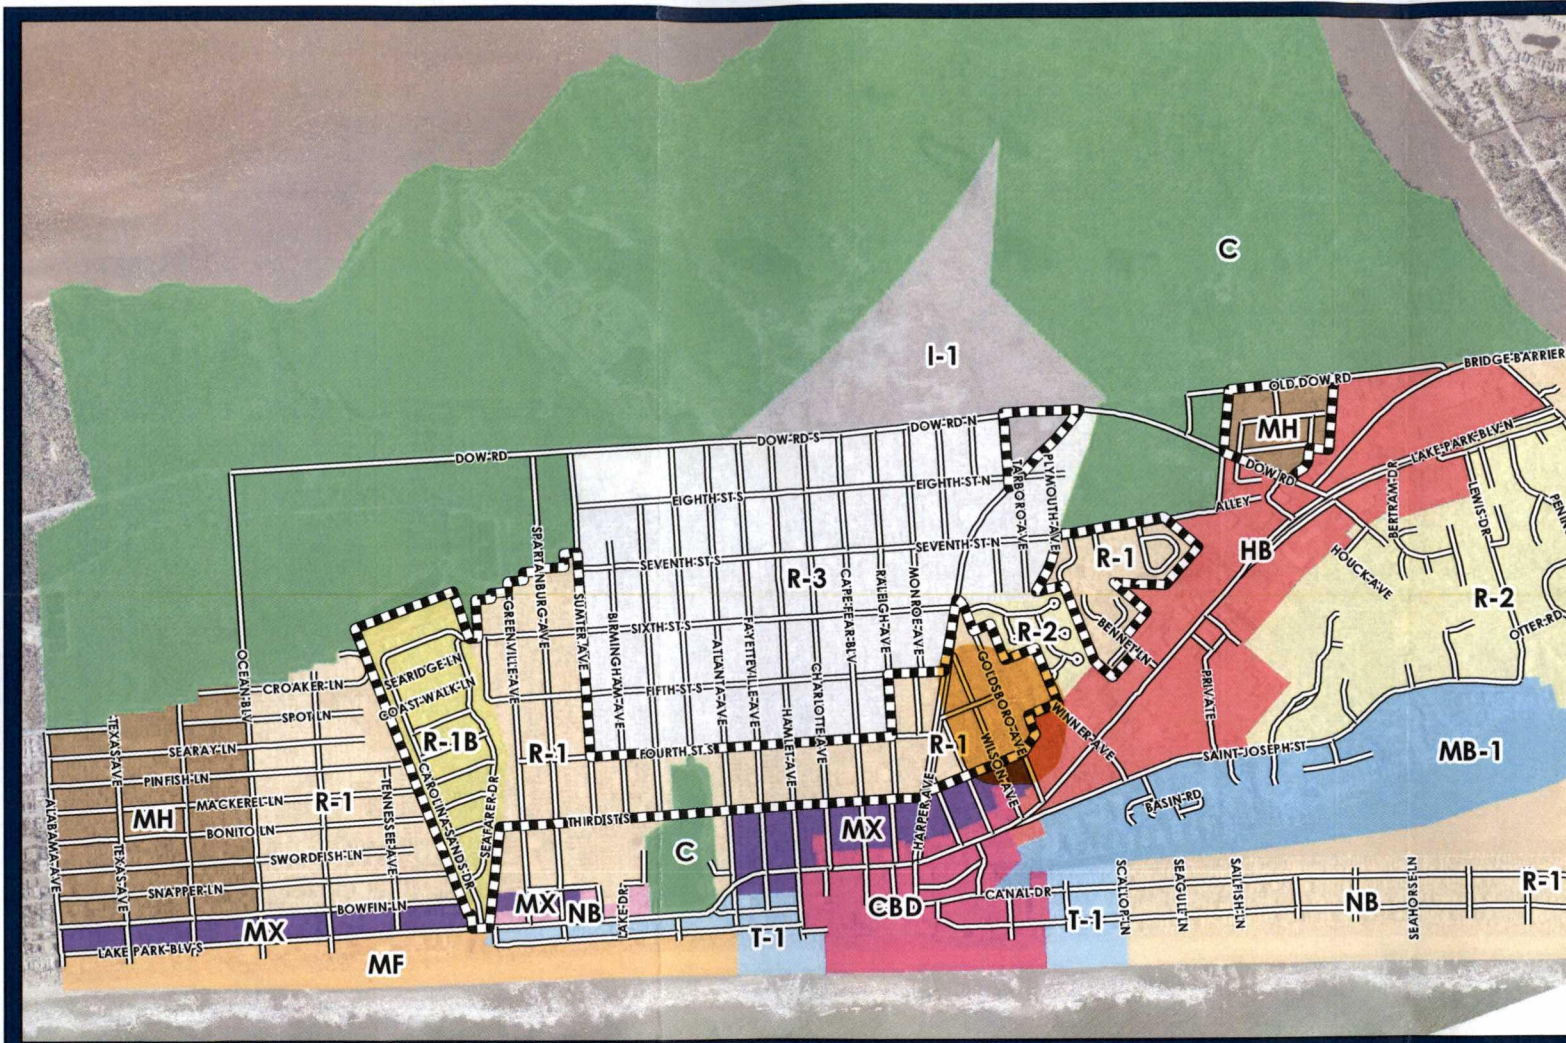 C
I-1
BRIDGE-BARRIER
OLD DOW RD
MH
LAKE-PARK-BLV-N
DOW-RD-N
DOW-RD-S
DOW-RD
DOW-RD
EIGHTH-ST-N
EIGHTH-ST-S
TARBORO-AVE
PLYMOUTH-AVE
ALLEY
BERTRAM-DR
LEWIS-DR
SPARTANBURG-AVE
SEVENTH-ST-N
SEVENTH-ST-S
R-1
HB
HOUCK-AVE
R-3
R-2
SUMTER-AVE
GREENVILLE-AVE
BIRMINGHAM-AVE
SIXTH-ST-S
ATLANTA-AVE
FAYETTEVILLE-AVE
CAPE-FEAR-BLV
RALEIGH-AVE
MONROE-AVE
R-2
BENNET-LN
OTTER-RD
OCEAN-BLV
SEARIDGE-LN
COAST-WALK-LN
CROAKER-LN
FIFTH-ST-S
HAMLET-AVE
CHARLOTTE-AVE
GOLDSBORO-AVE
PRIVATE
SPOT-LN
TEXAS-AVE
SEARAY-LN
R-1B
R-1
FOURTH-ST-S
R-1
WILSON-AVE
WINNER-AVE
SAINT-JOSEPH-ST
MB-1
PINFISH-LN
TENNESSEE-AVE
CAROLINA-SANDS-DR
SEAFARER-DR
ALABAMA-AVE
MH
MACKEREL-LN
R-1
BONITO-LN
THIRD-ST-S
MX
HARPER-AVE
BASIN-RD
SWORDFISH-LN
C
TEXAS-AVE
SNAPPER-LN
BOWFIN-LN
MX
NB
LAKE-DR
CBD
CANAL-DR
T-1
SCALLOP-LN
SEAGULL-LN
SAILFISH-LN
NB
SEAHORSE-LN
R-1
MX
LAKE-PARK-BLV-S
MF
T-1